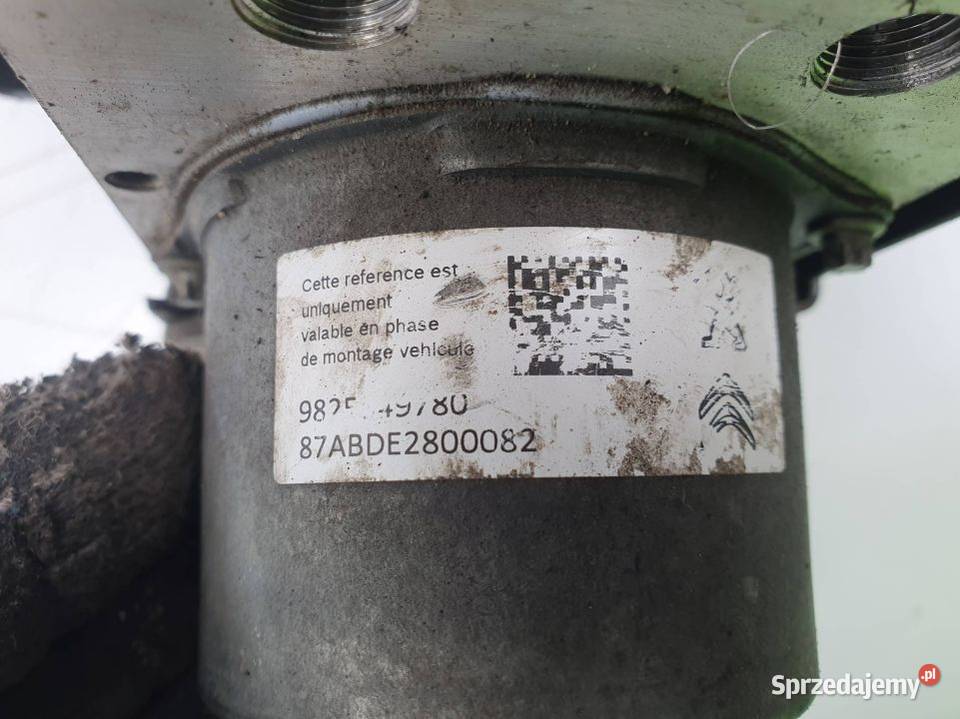 Cette reference est
uniquement
valable en phase
de montage vehicule
87ABDE2800082
Sprzedajemy.pl